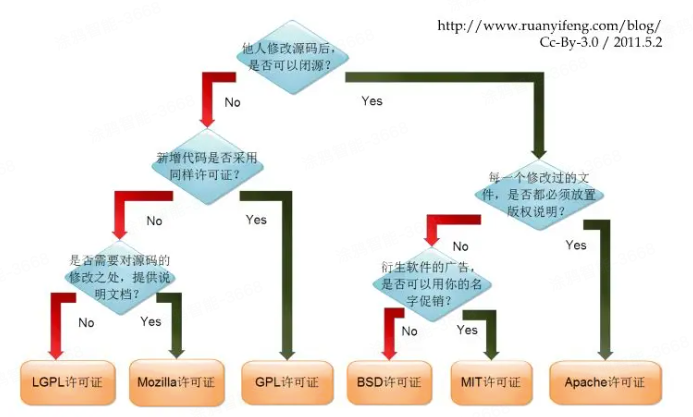 http://www.ruanyifeng.com/blog/
Cc-By-3.0 / 2011.5.2
他人修改源码后，
是否可以闭源？
No
Yes
新增代码是否采用
同样许可证？
每一个修改过的文
件，是否都必须放置
版权说明？
No
Yes
No
Yes
是否需要对源码的
修改之处，提供说
明文档？
衍生软件的广告，
是否可以用你的名
字促销？
No
Yes
No
Yes
LGPL许可证
Mozilla许可证
GPL许可证
BSD许可证
MIT许可证
Apache许可证